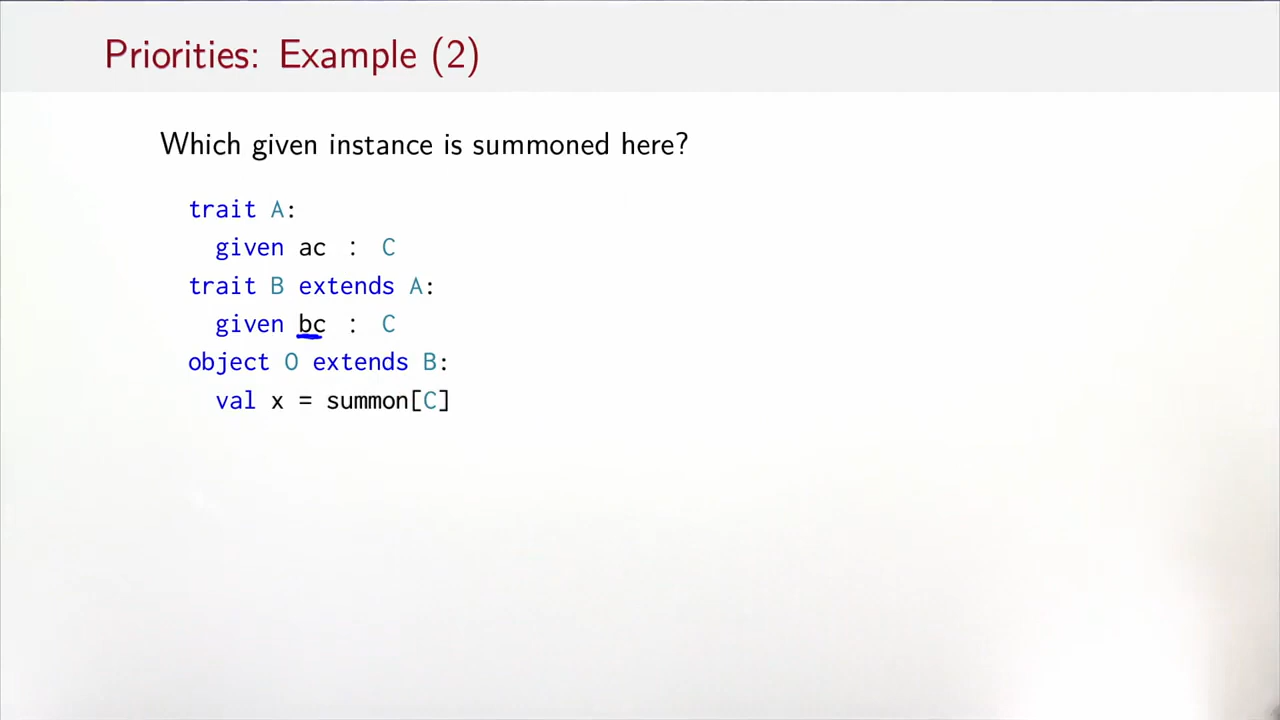 Priorities: Example (2)
Which given instance is summoned here?
trait A:
given ac : C
trait B extends A:
given bc : C
object O extends B:
val x = summon[C]